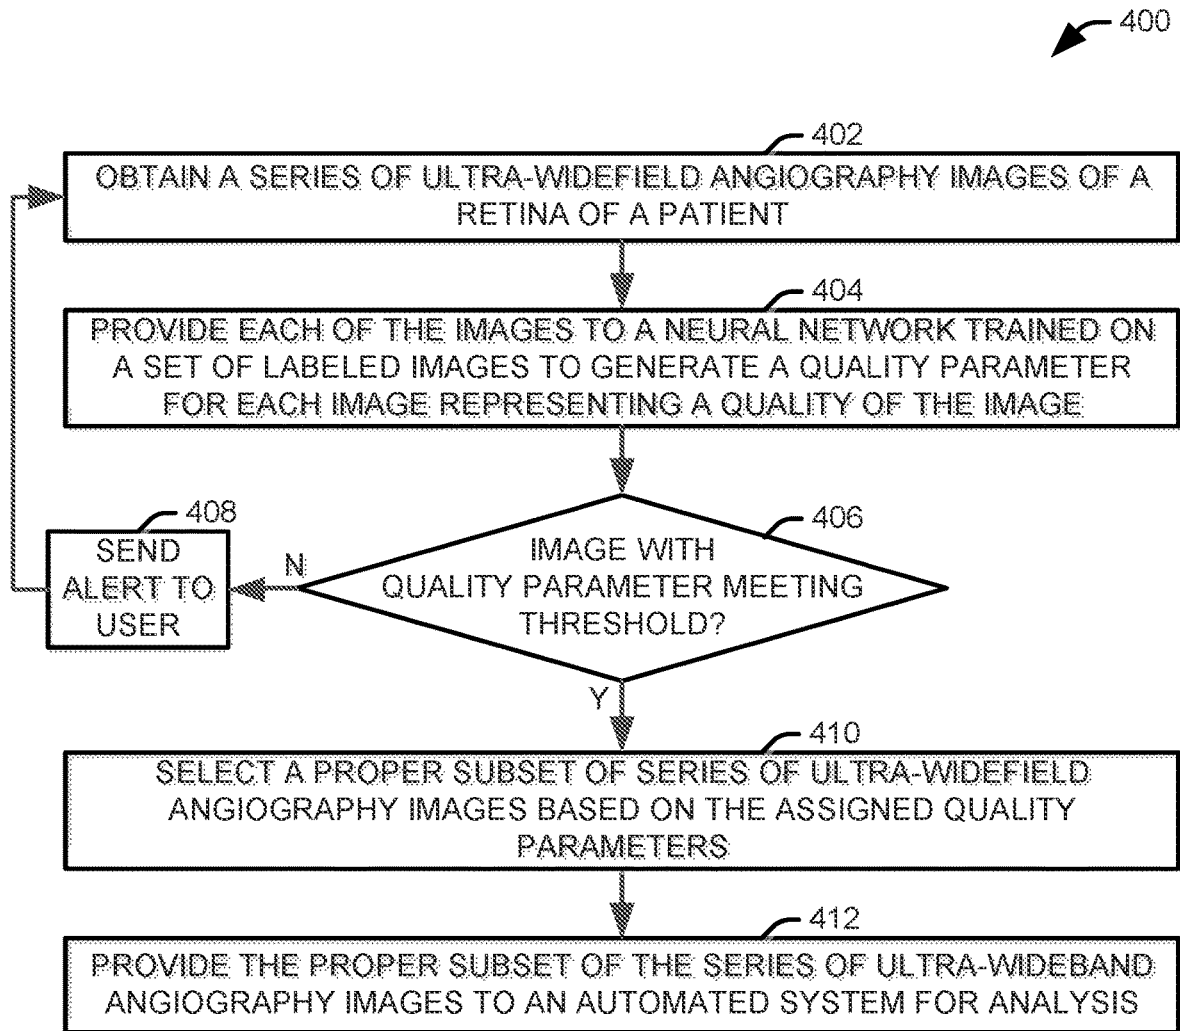 400
402
OBTAIN A SERIES OF ULTRA-WIDEFIELD ANGIOGRAPHY IMAGES OF A
RETINA OF A PATIENT
404
PROVIDE EACH OF THE IMAGES TO A NEURAL NETWORK TRAINED ON
A SET OF LABELED IMAGES TO GENERATE A QUALITY PARAMETER
FOR EACH IMAGE REPRESENTING A QUALITY OF THE IMAGE
406
IMAGE WITH
QUALITY PARAMETER MEETING
THRESHOLD?
N
408
SEND
ALERT TO
USER
Y
410
SELECT A PROPER SUBSET OF SERIES OF ULTRA-WIDEFIELD
ANGIOGRAPHY IMAGES BASED ON THE ASSIGNED QUALITY
PARAMETERS
412
PROVIDE THE PROPER SUBSET OF THE SERIES OF ULTRA-WIDEBAND
ANGIOGRAPHY IMAGES TO AN AUTOMATED SYSTEM FOR ANALYSIS